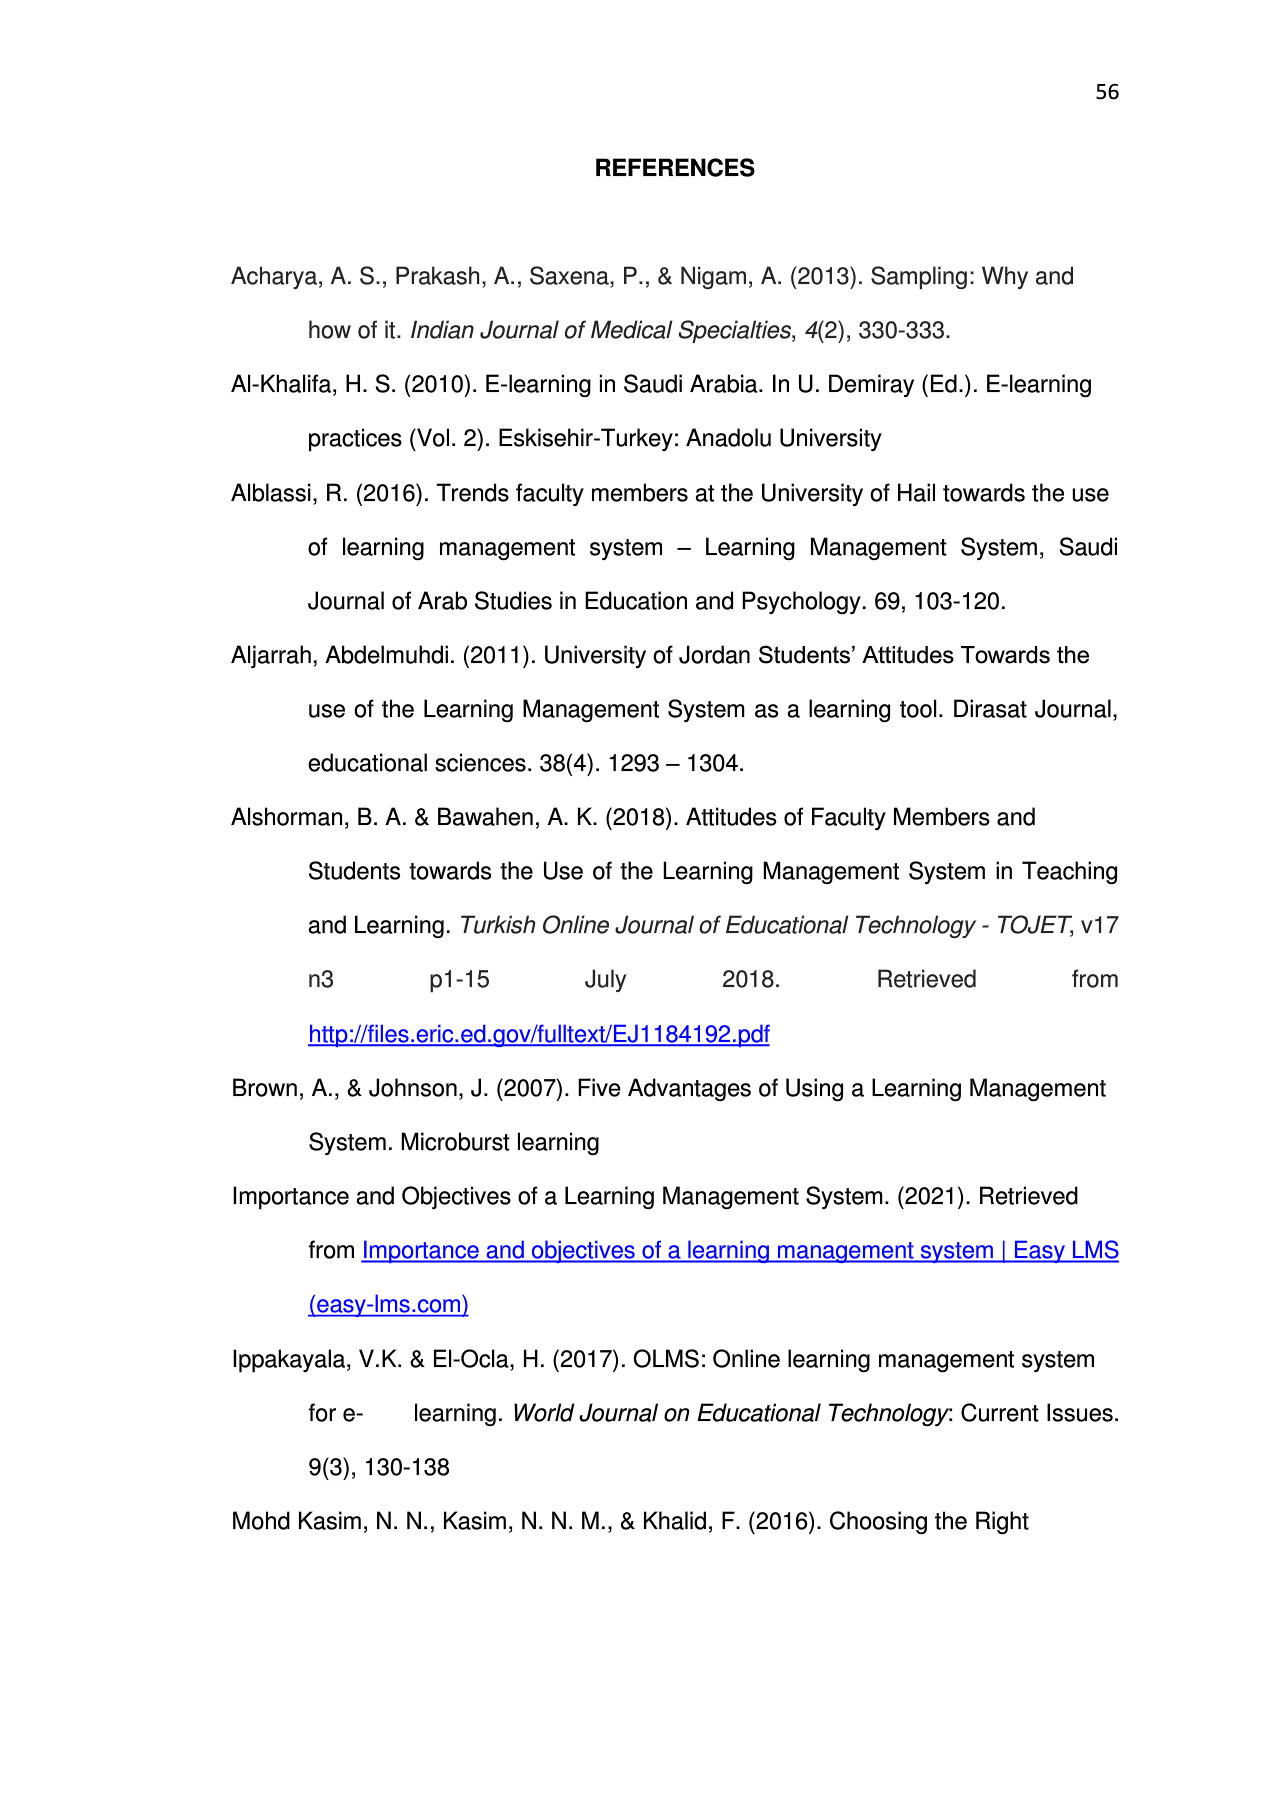 56
REFERENCES
Acharya, A. S., Prakash, A., Saxena, P., & Nigam, A. (2013). Sampling: Why and
how of it. Indian Journal of Medical Specialties, 4(2), 330-333.
Al-Khalifa, H. S. (2010). E-learning in Saudi Arabia. In U. Demiray (Ed.). E-learning
practices (Vol. 2). Eskisehir-Turkey: Anadolu University
Alblassi, R. (2016). Trends faculty members at the University of Hail towards the use
of learning management system – Learning Management System, Saudi
Journal of Arab Studies in Education and Psychology. 69, 103-120.
Aljarrah, Abdelmuhdi. (2011). University of Jordan Students’ Attitudes Towards the
use of the Learning Management System as a learning tool. Dirasat Journal,
educational sciences. 38(4). 1293 – 1304.
Alshorman, B. A. & Bawahen, A. K. (2018). Attitudes of Faculty Members and
Students towards the Use of the Learning Management System in Teaching
and Learning. Turkish Online Journal of Educational Technology - TOJET, v17
n3 p1-15 July 2018. Retrieved from
http://files.eric.ed.gov/fulltext/EJ1184192.pdf
Brown, A., & Johnson, J. (2007). Five Advantages of Using a Learning Management
System. Microburst learning
Importance and Objectives of a Learning Management System. (2021). Retrieved
from Importance and objectives of a learning management system | Easy LMS
(easy-lms.com)
Ippakayala, V.K. & El-Ocla, H. (2017). OLMS: Online learning management system
for e- learning. World Journal on Educational Technology: Current Issues.
9(3), 130-138
Mohd Kasim, N. N., Kasim, N. N. M., & Khalid, F. (2016). Choosing the Right